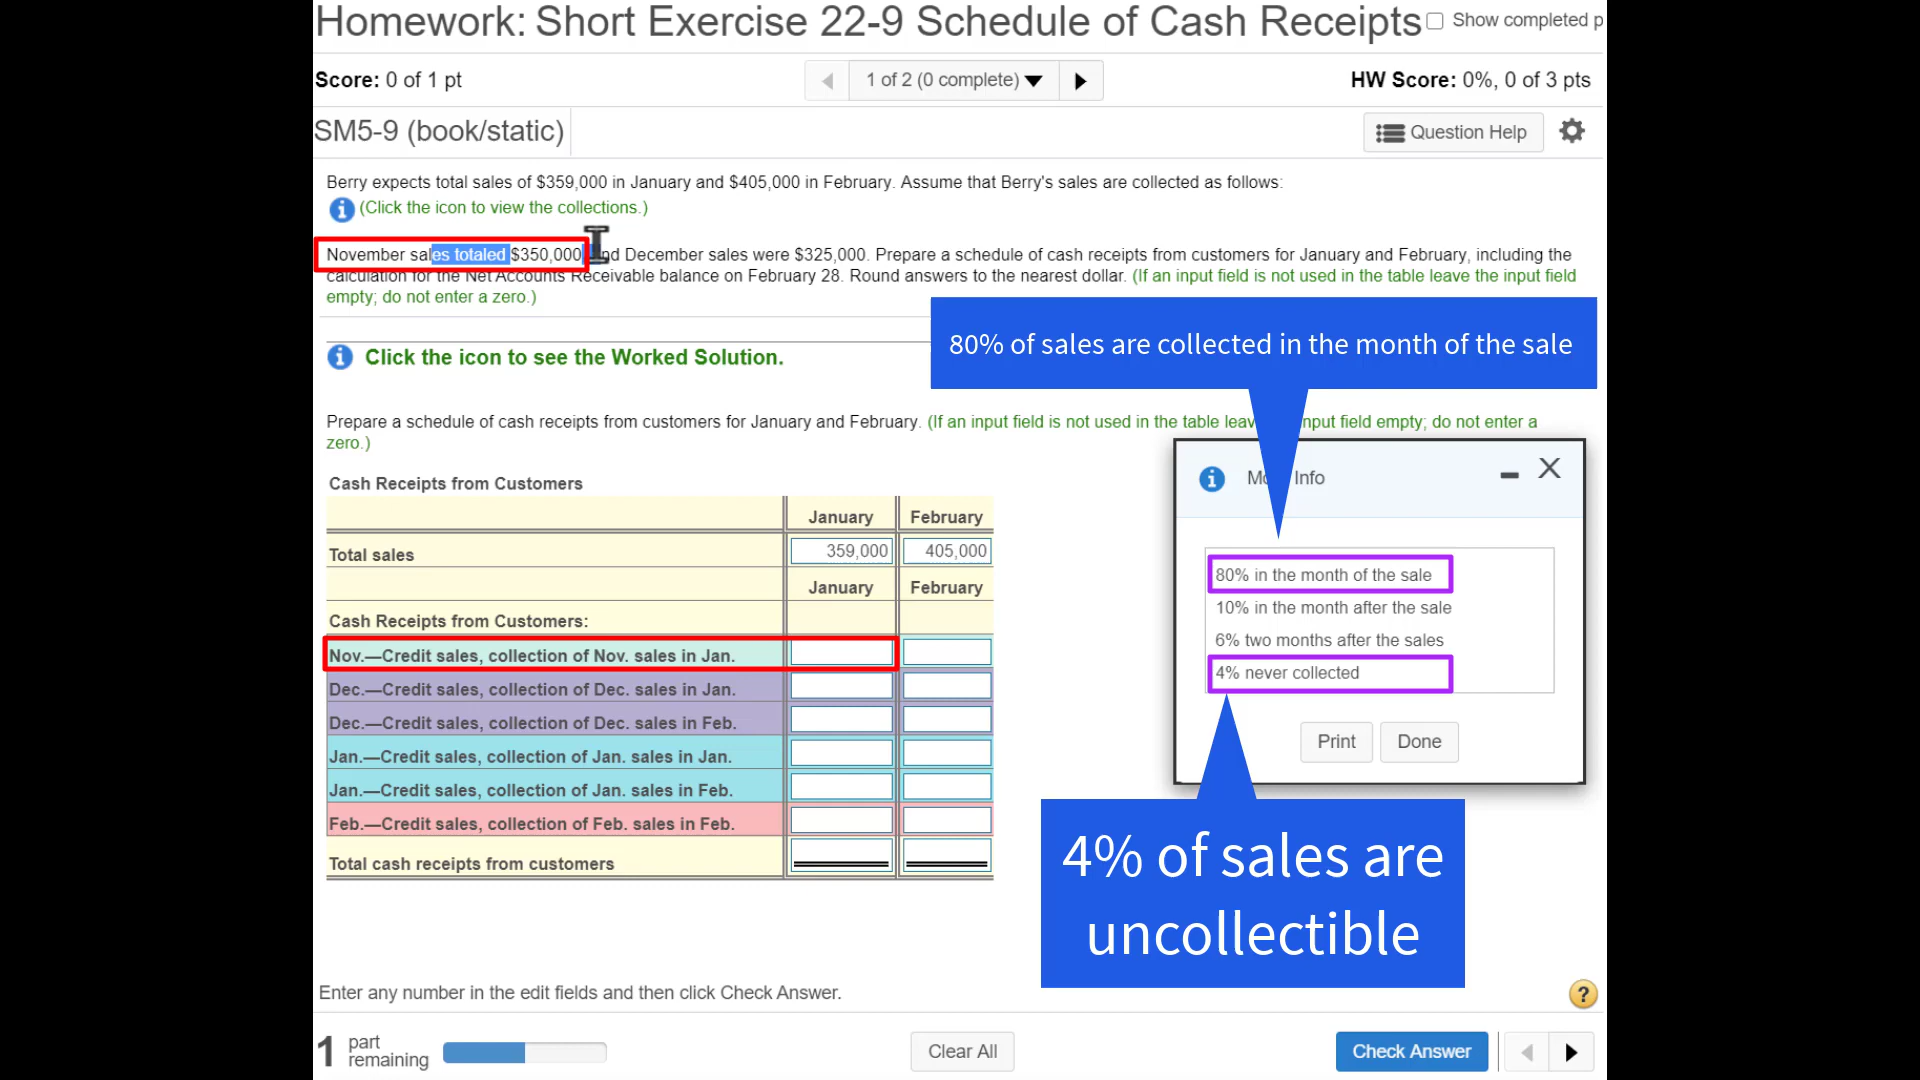 Homework: Short Exercise 22-9 Schedule of Cash Receipts
Show completed p
Score: 0 of 1 pt
1 of 2 (0 complete)
HW Score: 0%, 0 of 3 pts
SM5-9 (book/static)
Question Help
Berry expects total sales of $359,000 in January and $405,000 in February. Assume that Berry's sales are collected as follows:
(Click the icon to view the collections.)
November sales totaled $350,000 nd December sales were $325,000. Prepare a schedule of cash receipts from customers for January and February, including the
calculation for the Net Accounts Receivable balance on February 28. Round answers to the nearest dollar. (If an input field is not used in the table leave the input field
empty; do not enter a zero.)
80% of sales are collected in the month of the sale
Click the icon to see the Worked Solution.
Prepare a schedule of cash receipts from customers for January and February. (If an input field is not used in the table leav nput field empty; do not enter a
zero.)
Mo Info
Cash Receipts from Customers
January February
Total sales 359,000 405,000
January February
Cash Receipts from Customers:
Nov.—Credit sales, collection of Nov. sales in Jan.
Dec.—Credit sales, collection of Dec. sales in Jan.
Dec.—Credit sales, collection of Dec. sales in Feb.
Jan.—Credit sales, collection of Jan. sales in Jan.
Jan.—Credit sales, collection of Jan. sales in Feb.
Feb.—Credit sales, collection of Feb. sales in Feb.
Total cash receipts from customers
80% in the month of the sale
10% in the month after the sale
6% two months after the sales
4% never collected
Print Done
4% of sales are
uncollectible
Enter any number in the edit fields and then click Check Answer.
?
1 part
remaining
Clear All
Check Answer